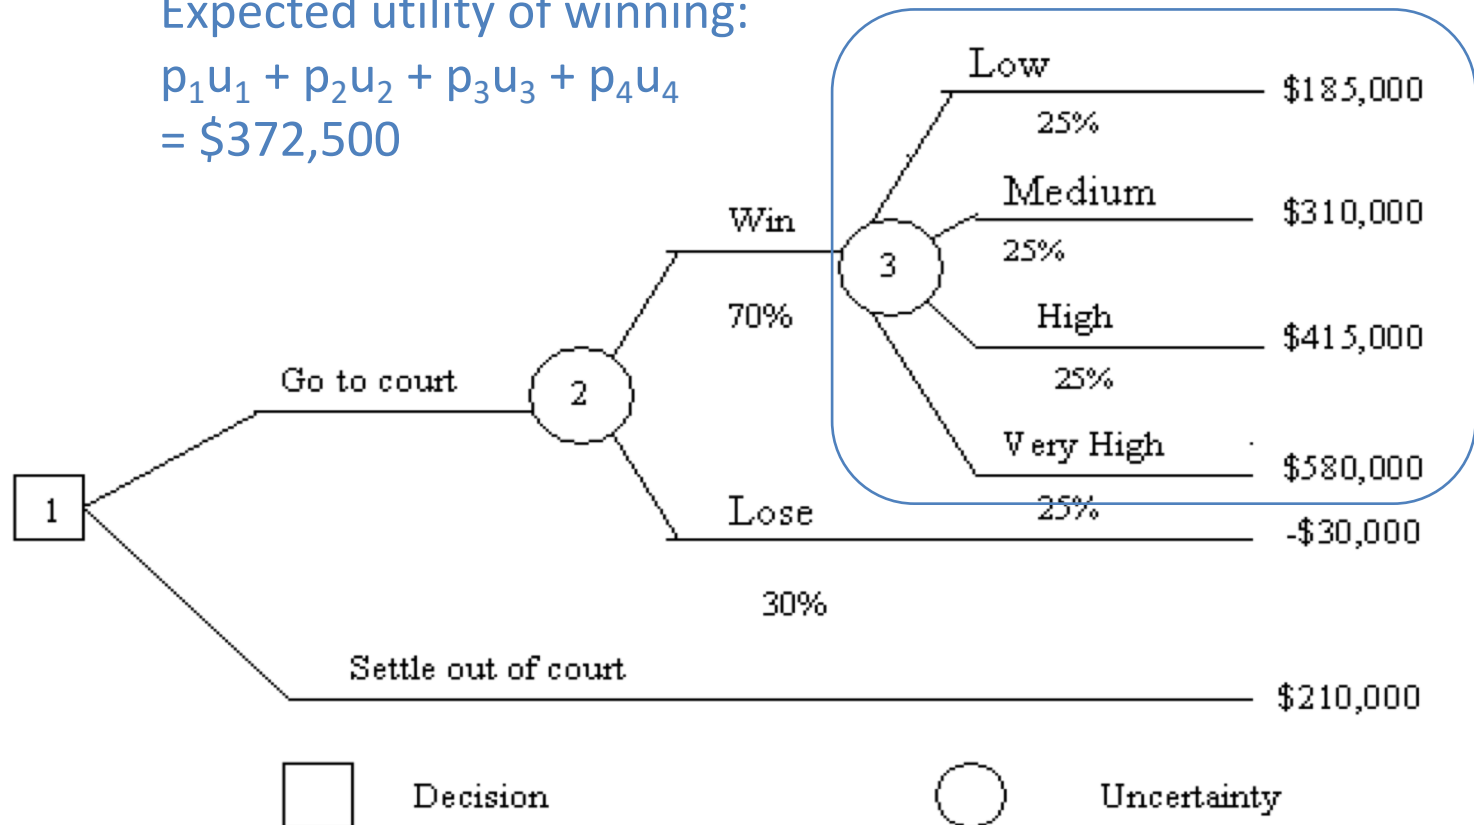 Expected utility of winning:
p₁u₁ + p₂u₂ + p₃u₃ + p₄u₄
= $372,500
Low
$185,000
25%
Medium
$310,000
25%
Win
3
70%
High
$415,000
25%
Go to court
2
Very High
$580,000
25%
1
Lose
-$30,000
30%
Settle out of court
$210,000
Decision
Uncertainty